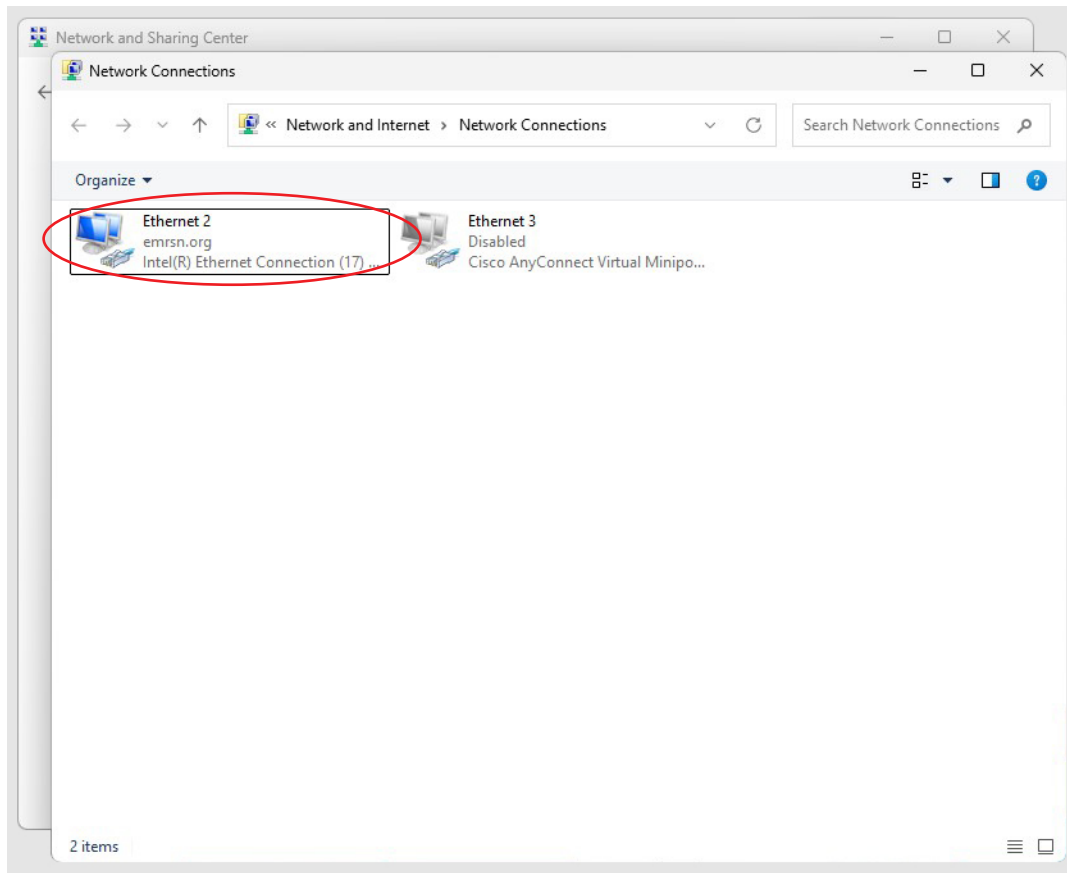 Network and Sharing Center
Network Connections
« Network and Internet > Network Connections
Search Network Connections
Organize
Ethernet 2
emrsn.org
Intel(R) Ethernet Connection (17) ...
Ethernet 3
Disabled
Cisco AnyConnect Virtual Minipo...
2 items